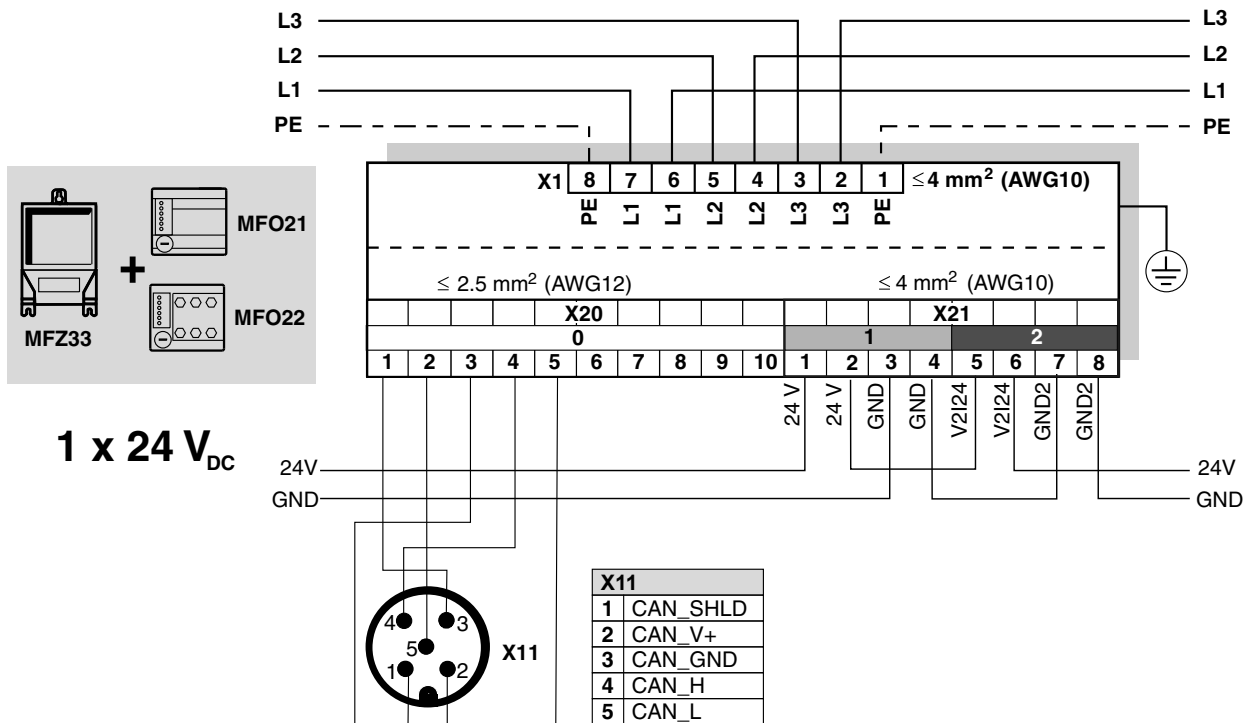 L3 L3
L2 L2
L1 L1
PE PE
X1 8 7 6 5 4 3 2 1 ≤4 mm² (AWG10)
PE L1 L1 L2 L2 L3 L3 PE
MFO21
+
MFO22
MFZ33
≤ 2.5 mm² (AWG12) ≤ 4 mm² (AWG10)
X20 X21
0 1 2
1 2 3 4 5 6 7 8 9 10 1 2 3 4 5 6 7 8
24 V 24 V GND GND V2I24 V2I24 GND2 GND2
1 x 24 VDC
24V 24V
GND GND
X11
1 CAN_SHLD
2 CAN_V+
3 CAN_GND
4 CAN_H
5 CAN_L
4 3
5
1 2
X11